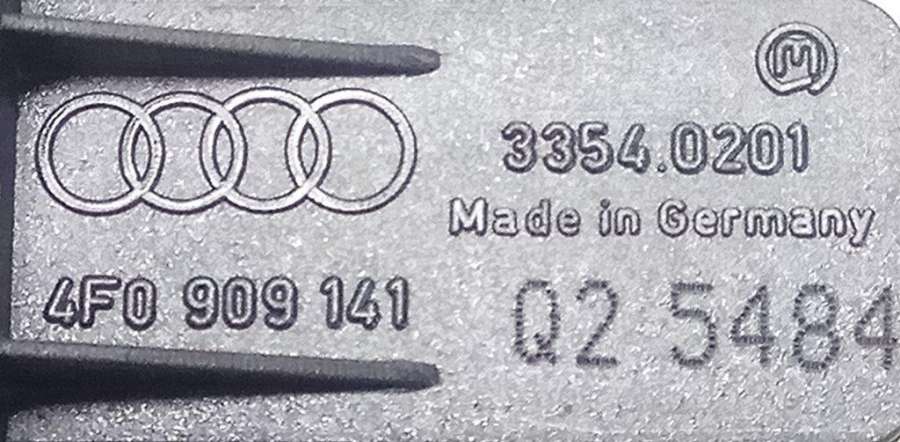 M
3354.0201
Made in Germany
4F0 909 141
Q2 5484